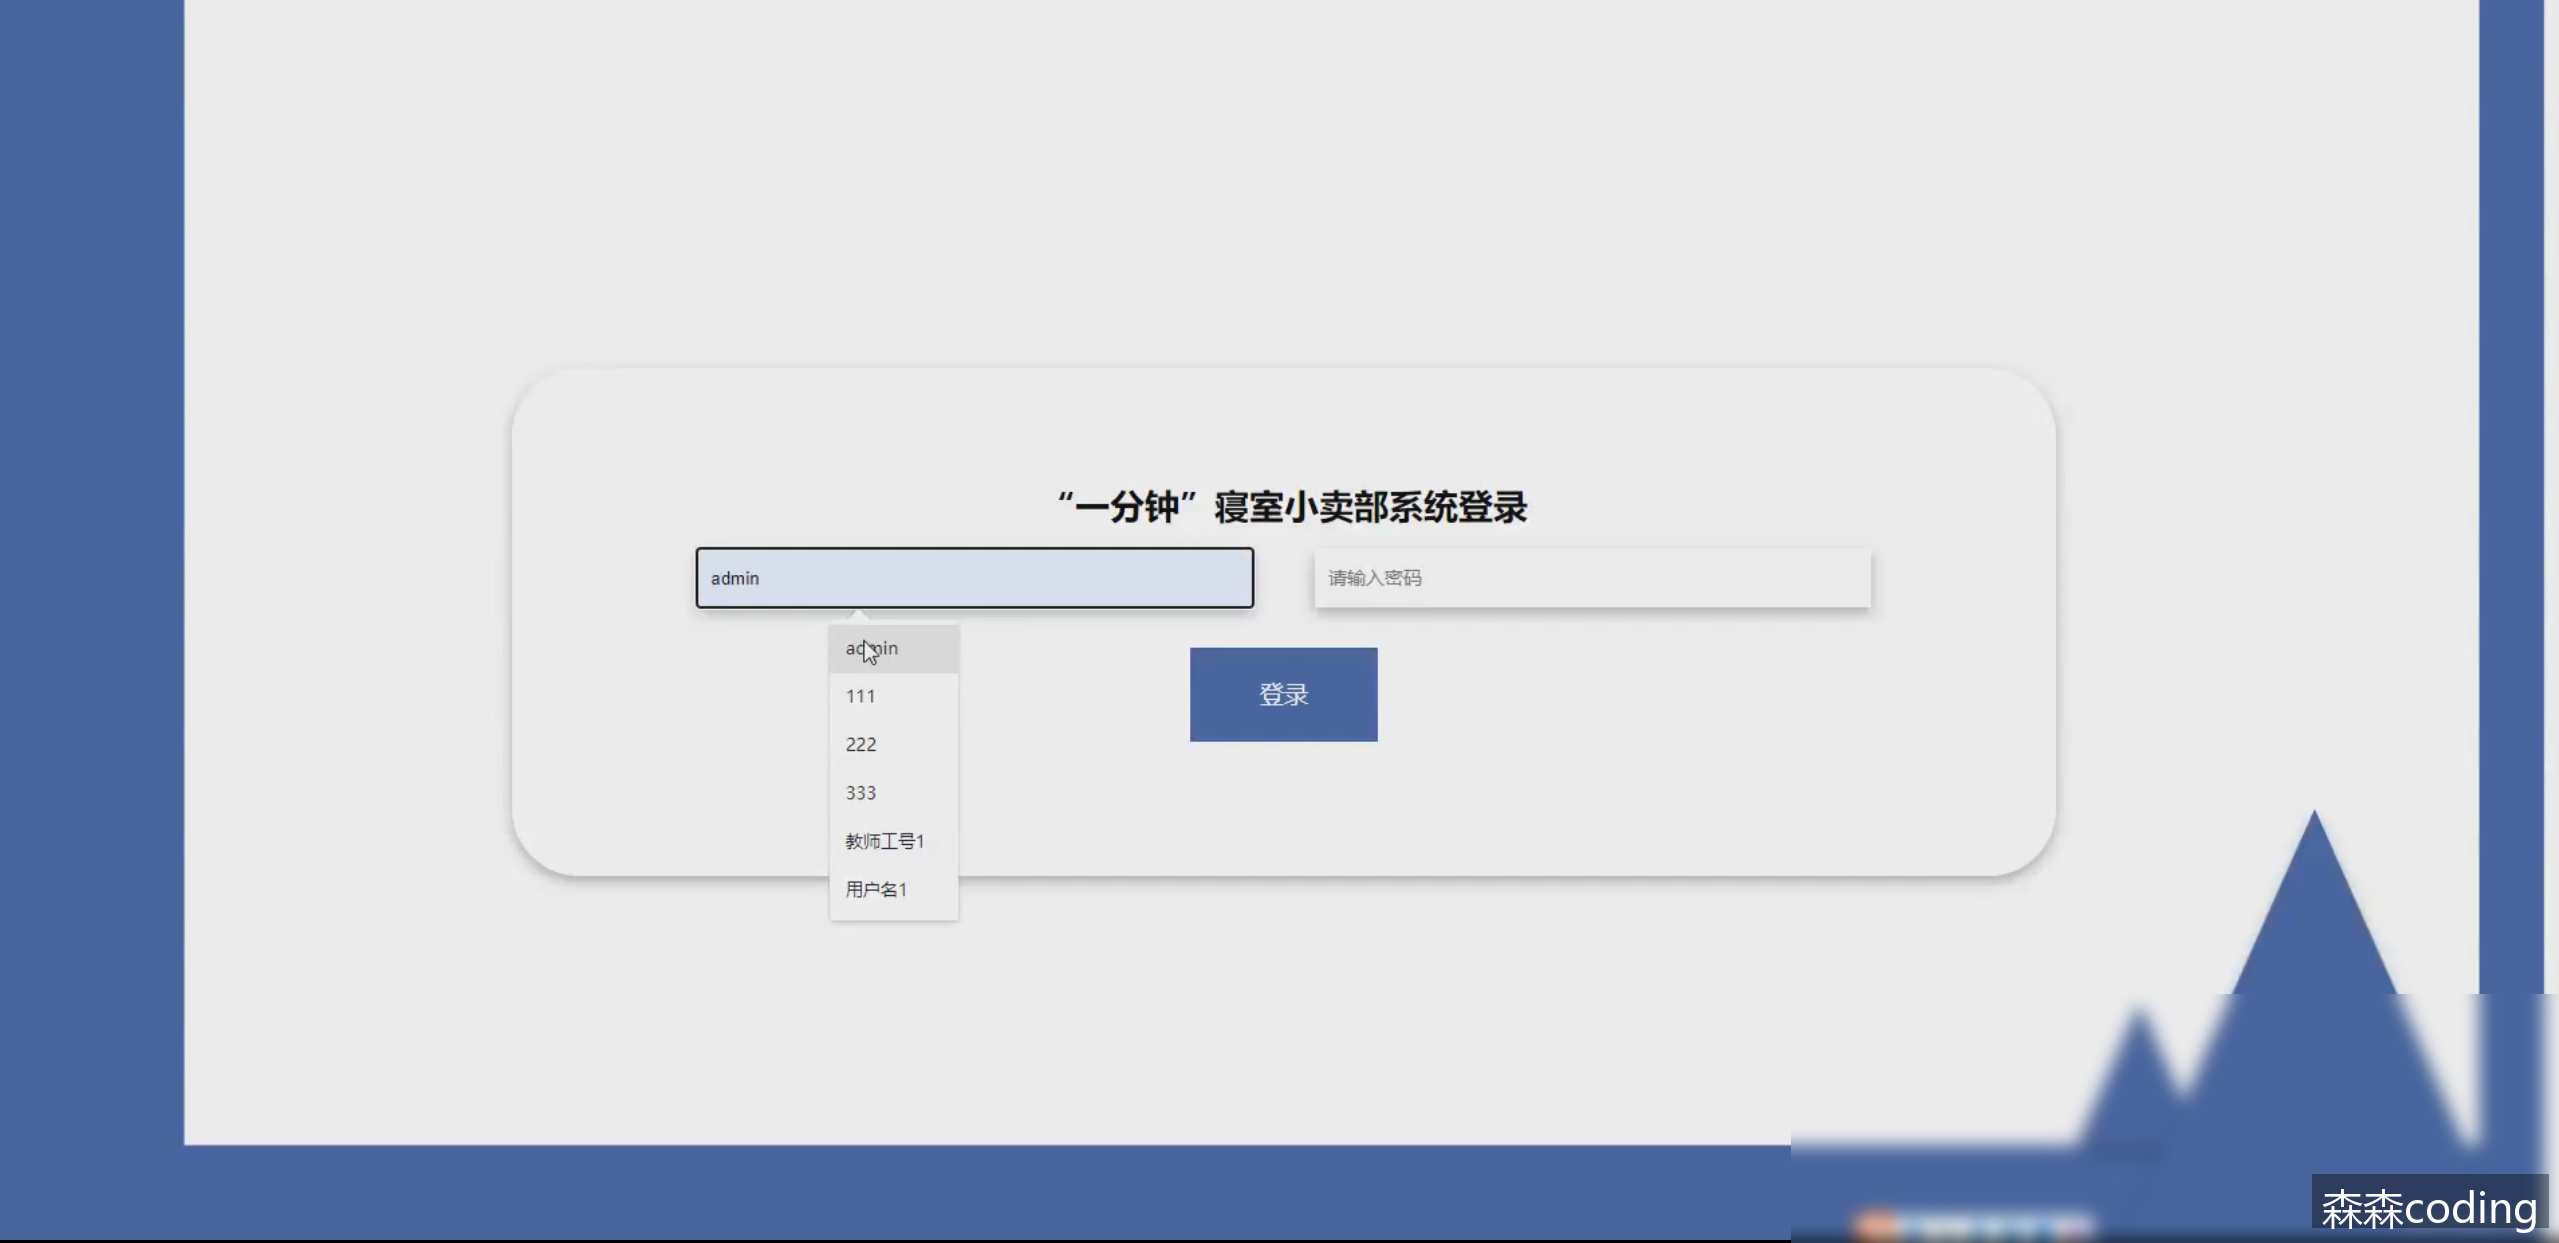 “一分钟”寝室小卖部系统登录
admin
请输入密码
admin
111
222
333
教师工号1
用户名1
登录
森森coding